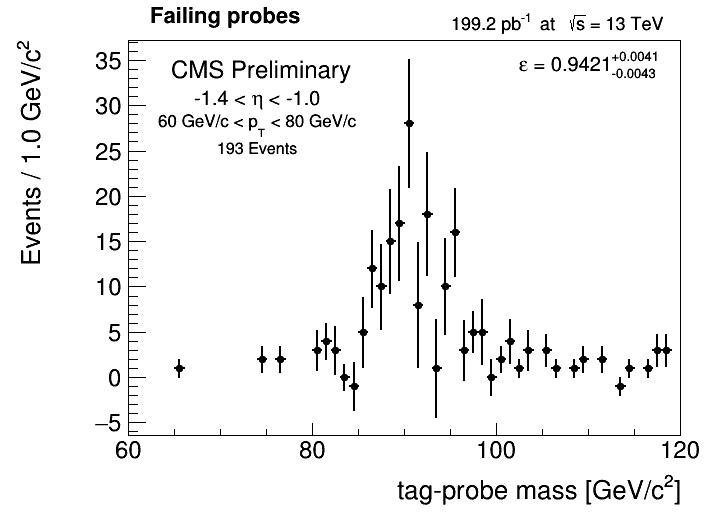 Failing probes
199.2 pb⁻¹ at √s = 13 TeV
CMS Preliminary
-1.4 < η < -1.0
60 GeV/c < p_T < 80 GeV/c
193 Events
ε = 0.9421 +0.0041 -0.0043
Events / 1.0 GeV/c²
35
30
25
20
15
10
5
0
−5
60 80 100 120
tag-probe mass [GeV/c²]